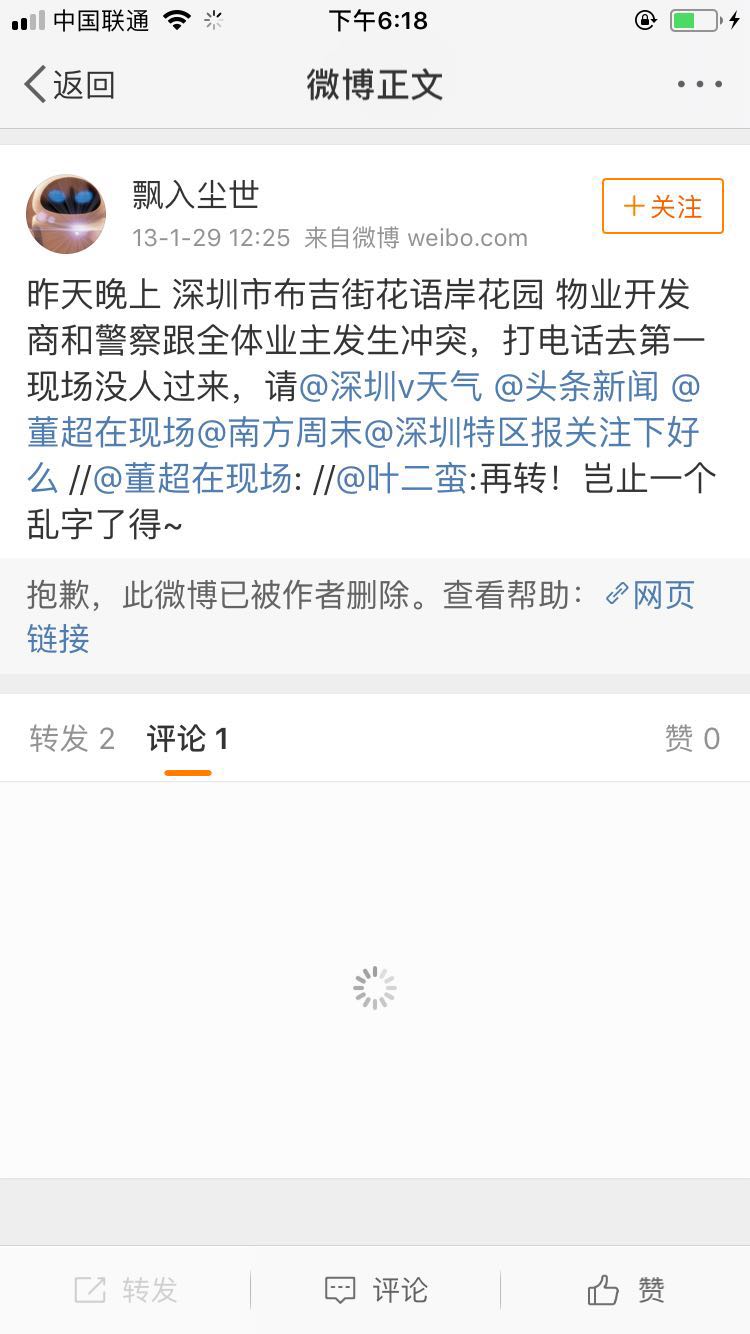 中国联通 下午6:18
返回 微博正文
飘入尘世
+关注
13-1-29 12:25 来自微博 weibo.com
昨天晚上 深圳市布吉街花语岸花园 物业开发
商和警察跟全体业主发生冲突，打电话去第一
现场没人过来，请@深圳v天气 @头条新闻 @
董超在现场@南方周末@深圳特区报关注下好
么 //@董超在现场: //@叶二蛮:再转！岂止一个
乱字了得~
抱歉，此微博已被作者删除。查看帮助：网页
链接
转发 2 评论 1 赞 0
转发 评论 赞